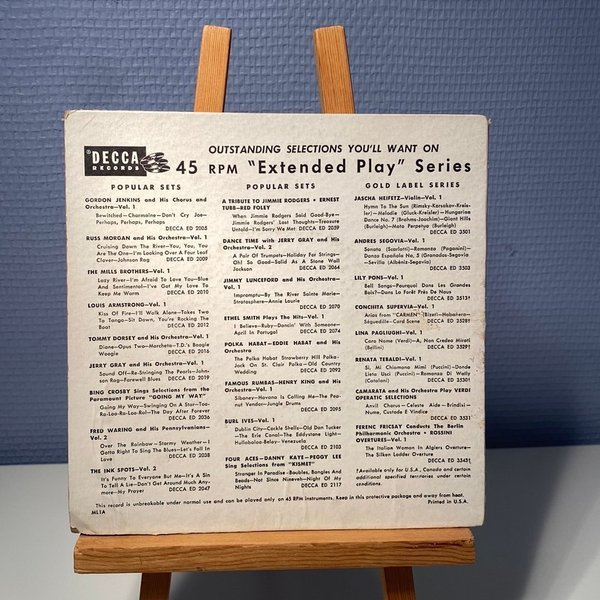 OUTSTANDING SELECTIONS YOU'LL WANT ON
DECCA
RECORDS
45 RPM "Extended Play" Series
POPULAR SETS
GORDON JENKINS and His Chorus and
Orchestra—Vol. 1
Bewitched—Charmaine—Don't Cry Joe—
Perhaps, Perhaps, Perhaps
DECCA ED 2005
RUSS MORGAN and His Orchestra—Vol. 1
Cruising Down The River—You, You, You
Are The One—I'm Looking Over A Four Leaf
Clover—Johnson Rag DECCA ED 2009
THE MILLS BROTHERS—Vol. 1
Lazy River—I'm Afraid To Love You—Blue
And Sentimental—I've Got My Love To
Keep Me Warm DECCA ED 2010
LOUIS ARMSTRONG—Vol. 1
Kiss Of Fire—I'll Walk Alone—Takes Two
To Tango—Sit Down, You're Rocking The
Boat DECCA ED 2012
TOMMY DORSEY and His Orchestra—Vol. 1
Diane—Opus Two—Marcheta—T.D.'s Boogie
Woogie DECCA ED 2016
JERRY GRAY and His Orchestra—Vol. 1
Sound Off—Re-Stringing The Pearls—John-
son Rag—Farewell Blues DECCA ED 2019
BING CROSBY Sings Selections from the
Paramount Picture "GOING MY WAY"
Going My Way—Swinging On A Star—Too-
Ra-Loo-Ra-Loo-Ral—The Day After Forever
DECCA ED 2036
FRED WARING and His Pennsylvanians—
Vol. 2
Over The Rainbow—Stormy Weather—I
Gotta Right To Sing The Blues—Let's Fall In
Love DECCA ED 2038
THE INK SPOTS—Vol. 2
It's Funny To Everyone But Me—It's A Sin
To Tell A Lie—Don't Get Around Much Any-
more—My Prayer DECCA ED 2047
POPULAR SETS
A TRIBUTE TO JIMMIE RODGERS • ERNEST
TUBB—RED FOLEY
When Jimmie Rodgers Said Good-Bye—
Jimmie Rodgers' Last Thoughts—Treasure
Untold—I'm Sorry We Met DECCA ED 2059
DANCE TIME with JERRY GRAY and His
Orchestra—Vol. 2
A Pair Of Trumpets—Holiday For Strings—
Oh! So Good—Solid As A Stone Wall
Jackson DECCA ED 2064
JIMMY LUNCEFORD and His Orchestra—
Vol. 1
Impromptu—By The River Sainte Marie—
Stratosphere—Annie Laurie
DECCA ED 2070
ETHEL SMITH Plays The Hits—Vol. 1
I Believe—Ruby—Dancin' With Someone—
April In Portugal DECCA ED 2074
POLKA HABAT—EDDIE HABAT and His
Orchestra
The Polka Habat Strawberry Hill Polka—
Jack On St. Clair Polka—Old Country
Wedding DECCA ED 2092
FAMOUS RUMBAS—HENRY KING and His
Orchestra—Vol. 1
Siboney—Havana Is Calling Me—The Pea-
nut Vendor—Jungle Drums
DECCA ED 2095
BURL IVES—Vol. 1
Dublin City—Cockle Shells—Old Dan Tucker
—The Erie Canal—The Eddystone Light—
Hullabaloo-Belay—Venezuela
DECCA ED 2103
FOUR ACES—DANNY KAYE—PEGGY LEE
Sing Selections from "KISMET"
Stranger In Paradise—Baubles, Bangles And
Beads—Not Since Nineveh—Night Of My
Nights DECCA ED 2117
GOLD LABEL SERIES
JASCHA HEIFETZ—Violin—Vol. 1
Hymn To The Sun (Rimsky-Korsakov-Kreis-
ler)—Melodie (Gluck-Kreisler)—Hungarian
Dance No. 7 (Brahms-Joachim)—Giant Hills
(Burleigh)—Moto Perpetyo (Burleigh)
DECCA ED 3501
ANDRES SEGOVIA—Vol. 1
Sonata (Scarlatti)—Romanza (Paganini)—
Danza Española No. 5 (Granados-Segovia)
—Sevilla (Albéniz-Segovia)
DECCA ED 3503
LILY PONS—Vol. 1
Bell Songs—Pourquoi Dans Les Grandes
Bois?—Dans La Forêt Près De Nous
DECCA ED 3513†
CONCHITA SUPERVIA—Vol. 1
Arias from "CARMEN" (Bizet)—Habanera—
Séguedille—Card Scene DECCA ED 3528†
LINA PAGLIUGHI—Vol. 1
Caro Nome (Verdi)—A, Non Credea Mirati
(Bellini) DECCA ED 3529†
RENATA TEBALDI—Vol. 1
Si, Mi Chiamano Mimi (Puccini)—Donde
Lieta Usci (Puccini)—Romanza Di Wally
(Catalani) DECCA ED 3530†
CAMARATA and His Orchestra Play VERDI
OPERATIC SELECTIONS
Anvil Chorus—Celeste Aida—Brindisi—
Nume, Custode E Vindice
DECCA ED 3531
FERENC FRICSAY Conducts The Berlin
Philharmonic Orchestra • ROSSINI
OVERTURES—Vol. 1
The Italian Woman In Algiers Overture—
The Silken Ladder Overture
DECCA ED 3543†
†Available only for U.S.A., Canada and certain
additional specified territories under certain
conditions.
This record is unbreakable under normal use and can be played only on 45 RPM instruments. Keep in this protective package and away from heat.
ML1A
Printed in U.S.A.